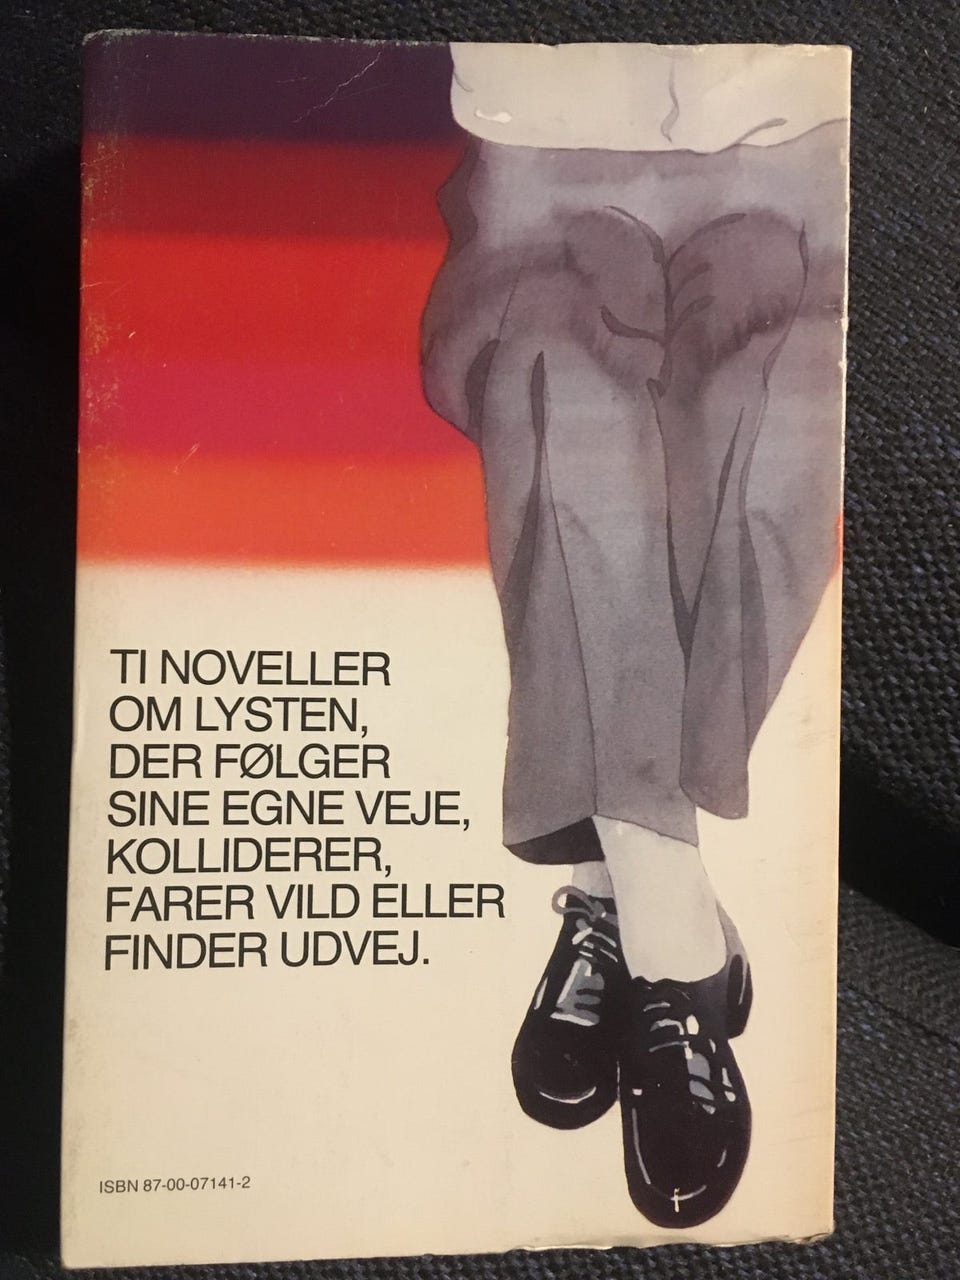 TI NOVELLER
OM LYSTEN,
DER FØLGER
SINE EGNE VEJE,
KOLLIDERER,
FARER VILD ELLER
FINDER UDVEJ.
ISBN 87-00-07141-2